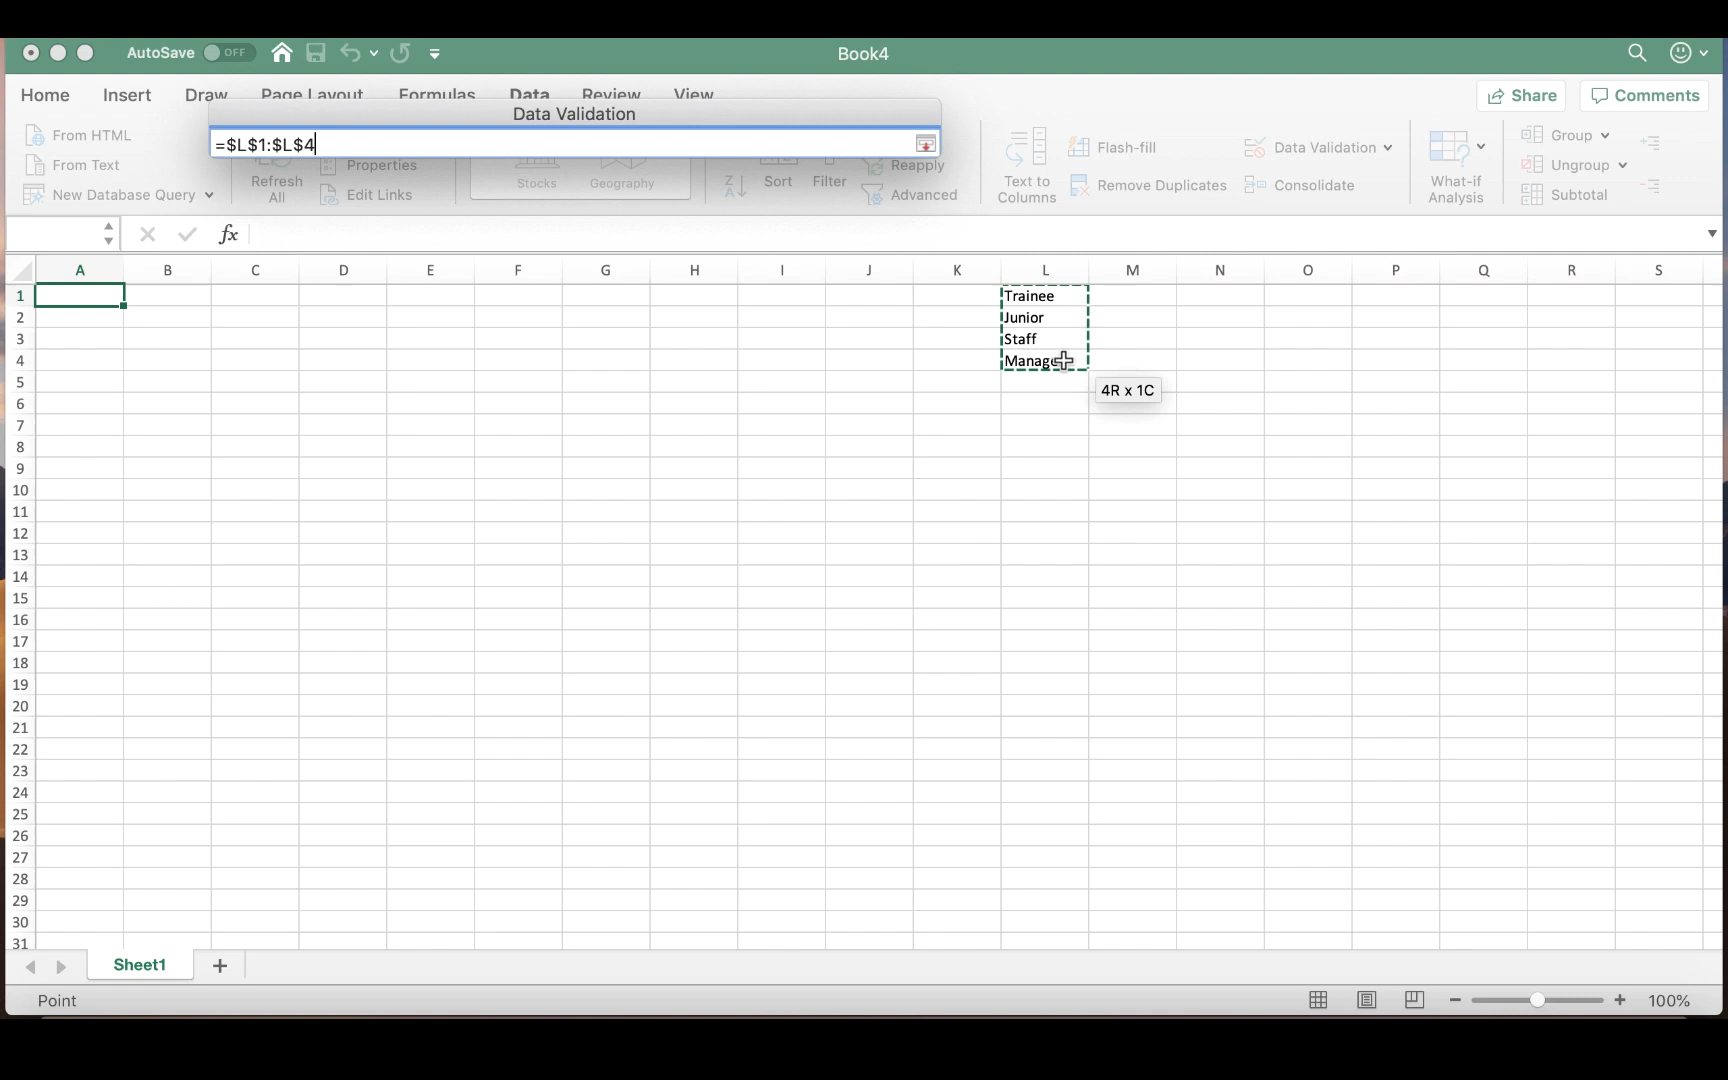 AutoSave OFF Book4
Home Insert Draw Page Layout Formulas Data Review View Share Comments
Data Validation
=$L$1:$L$4
From HTML
From Text
New Database Query
Refresh All
Properties
Edit Links
Stocks Geography
Sort Filter
Reapply
Advanced
Text to Columns
Flash-fill
Remove Duplicates
Data Validation
Consolidate
What-if Analysis
Group
Ungroup
Subtotal
fx
A B C D E F G H I J K L M N O P Q R S
1 Trainee
2 Junior
3 Staff
4
5
4R x 1C
6
7
8
9
10
11
12
13
14
15
16
17
18
19
20
21
22
23
24
25
26
27
28
29
30
31
Sheet1 +
Point 100%